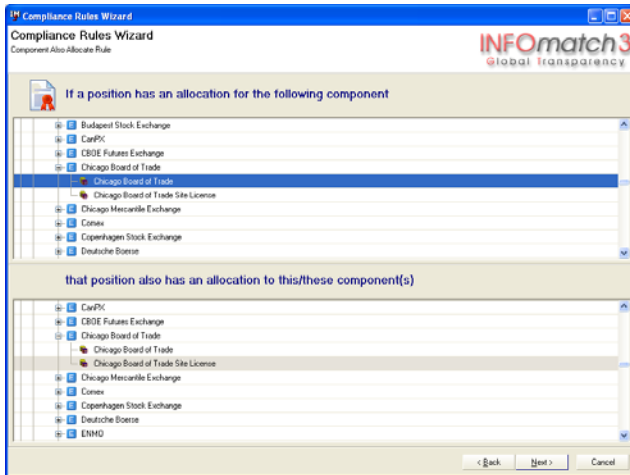 Compliance Rules Wizard
Compliance Rules Wizard
Component Also Allocate Rule
INFOmatch3
Global Transparency
If a position has an allocation for the following component
Budapest Stock Exchange
CanPX
CBOE Futures Exchange
Chicago Board of Trade
Chicago Board of Trade
Chicago Board of Trade Site License
Chicago Mercantile Exchange
Comex
Copenhagen Stock Exchange
Deutsche Boerse
that position also has an allocation to this/these component(s)
CanPX
CBOE Futures Exchange
Chicago Board of Trade
Chicago Board of Trade
Chicago Board of Trade Site License
Chicago Mercantile Exchange
Comex
Copenhagen Stock Exchange
Deutsche Boerse
ENMO
< Back Next > Cancel